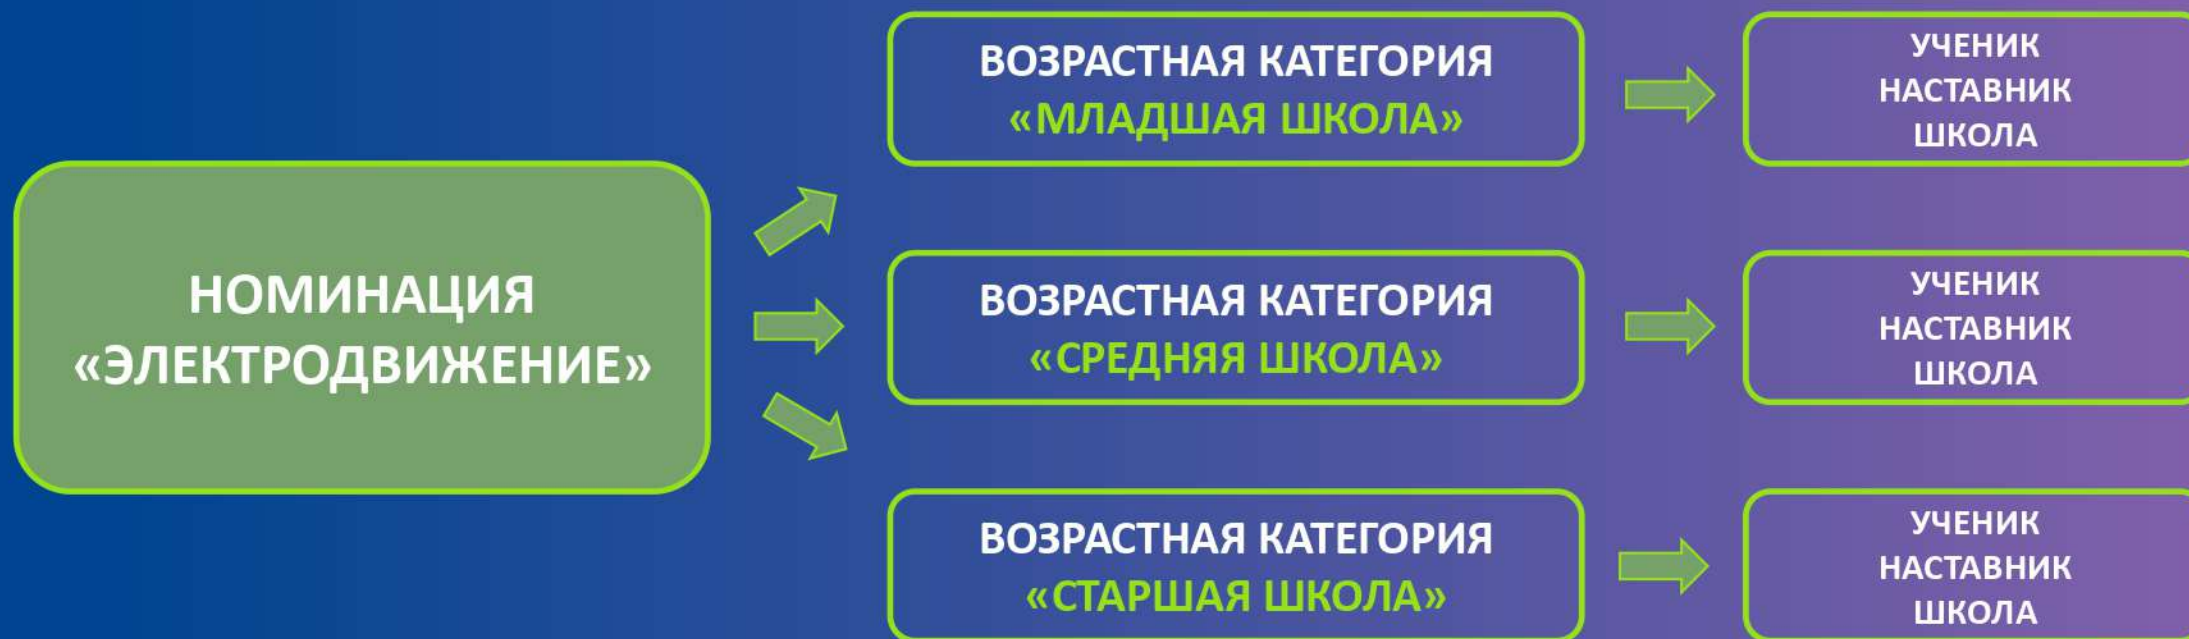 НОМИНАЦИЯ
«ЭЛЕКТРОДВИЖЕНИЕ»
ВОЗРАСТНАЯ КАТЕГОРИЯ
«МЛАДШАЯ ШКОЛА»
УЧЕНИК
НАСТАВНИК
ШКОЛА
ВОЗРАСТНАЯ КАТЕГОРИЯ
«СРЕДНЯЯ ШКОЛА»
УЧЕНИК
НАСТАВНИК
ШКОЛА
ВОЗРАСТНАЯ КАТЕГОРИЯ
«СТАРШАЯ ШКОЛА»
УЧЕНИК
НАСТАВНИК
ШКОЛА